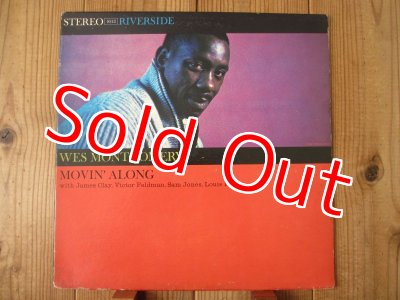 STEREO RIVERSIDE
Sold Out
WES MONTGOMERY
MOVIN' ALONG
with James Clay, Victor Feldman, Sam Jones, Louis